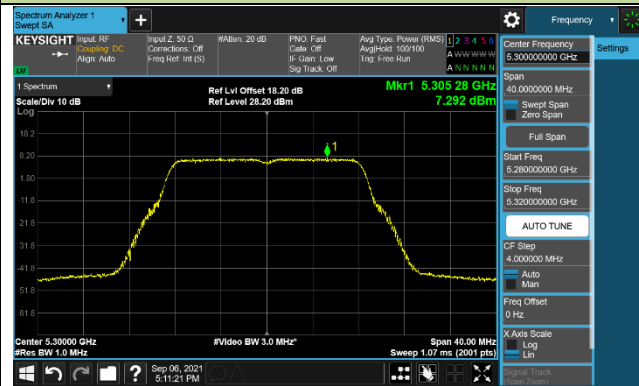 Spectrum Analyzer 1
Swept SA
Frequency
KEYSIGHT
Input: RF
Coupling: DC
Align: Auto
Input Z: 50 Ω
Corrections: Off
Freq Ref: Int (S)
#Atten: 20 dB
PNO: Fast
Gate: Off
IF Gain: Low
Sig Track: Off
Avg Type: Power (RMS)
Avg|Hold: 100/100
Trig: Free Run
1 2 3 4 5 6
A W W W W W
A N N N N N
LNI
1 Spectrum
Scale/Div 10 dB
Log
Ref Lvl Offset 18.20 dB
Ref Level 28.20 dBm
Mkr1 5.305 28 GHz
7.292 dBm
1
18.2
8.20
-1.80
-11.8
-21.8
-31.8
-41.8
-51.8
-61.8
Center 5.30000 GHz
#Res BW 1.0 MHz
#Video BW 3.0 MHz*
Span 40.00 MHz
Sweep 1.07 ms (2001 pts)
Sep 06, 2021
5:11:21 PM
Center Frequency
5.300000000 GHz
Settings
Span
40.0000000 MHz
Swept Span
Zero Span
Full Span
Start Freq
5.280000000 GHz
Stop Freq
5.320000000 GHz
AUTO TUNE
CF Step
4.000000 MHz
Auto
Man
Freq Offset
0 Hz
X Axis Scale
Log
Lin
Signal Track
(Span Zoom)